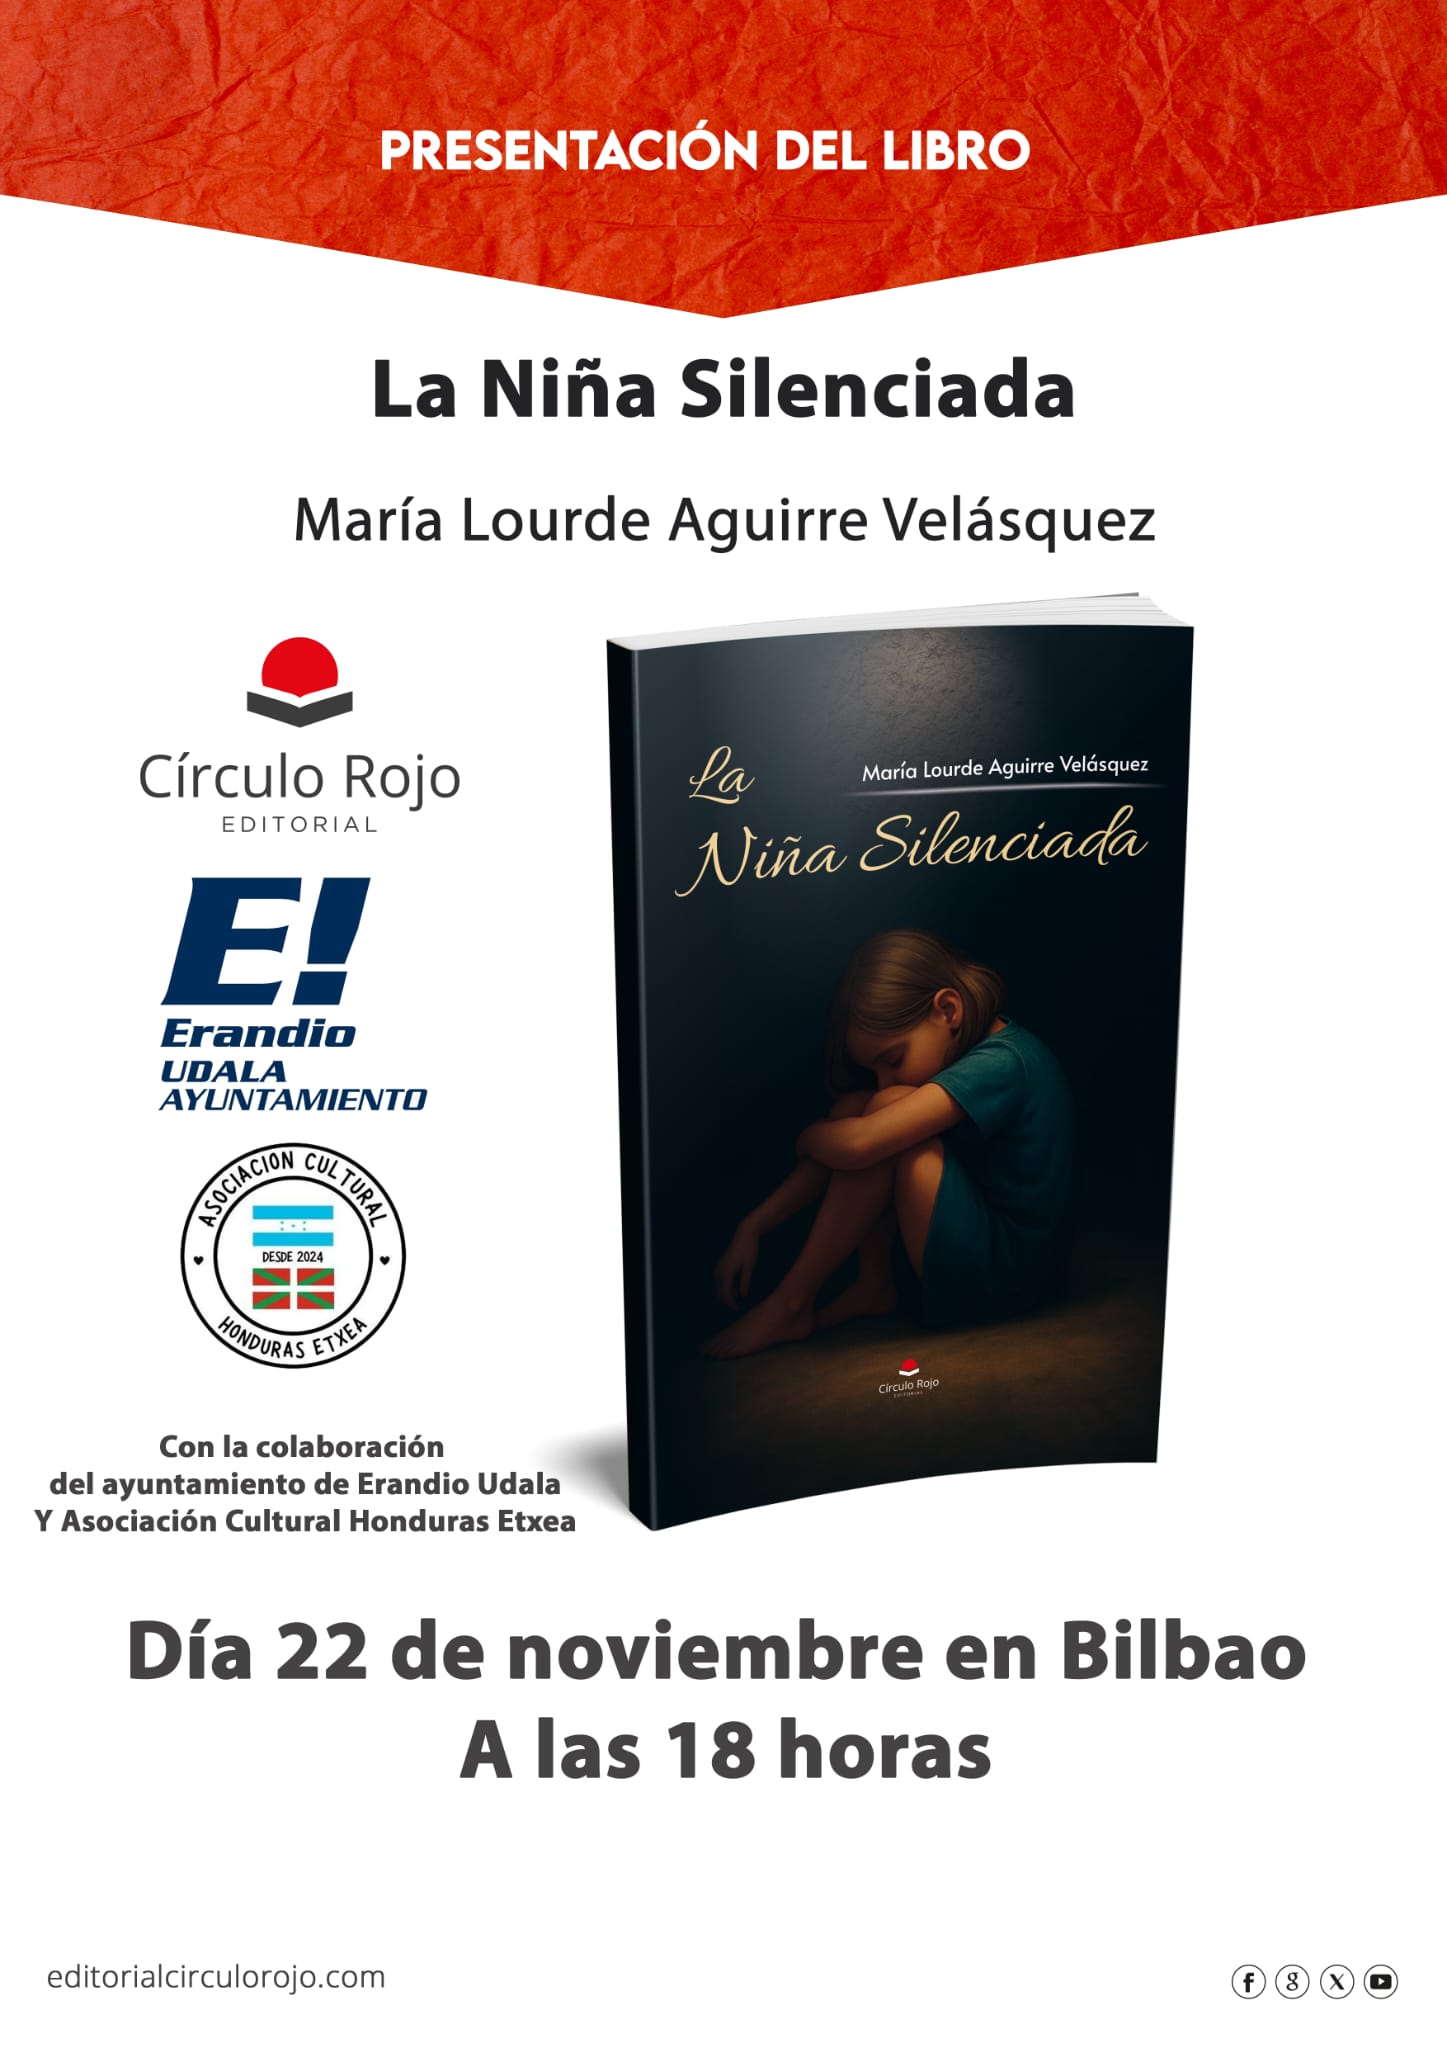 PRESENTACIÓN DEL LIBRO
La Niña Silenciada
María Lourde Aguirre Velásquez
Círculo Rojo
EDITORIAL
E!
Erandio
UDALA
AYUNTAMIENTO
ASOCIACION CULTURAL
DESDE 2024
HONDURAS ETXEA
Con la colaboración
del ayuntamiento de Erandio Udala
Y Asociación Cultural Honduras Etxea
María Lourde Aguirre Velásquez
La
Niña Silenciada
Círculo Rojo
EDITORIAL
Día 22 de noviembre en Bilbao
A las 18 horas
editorialcirculorojo.com